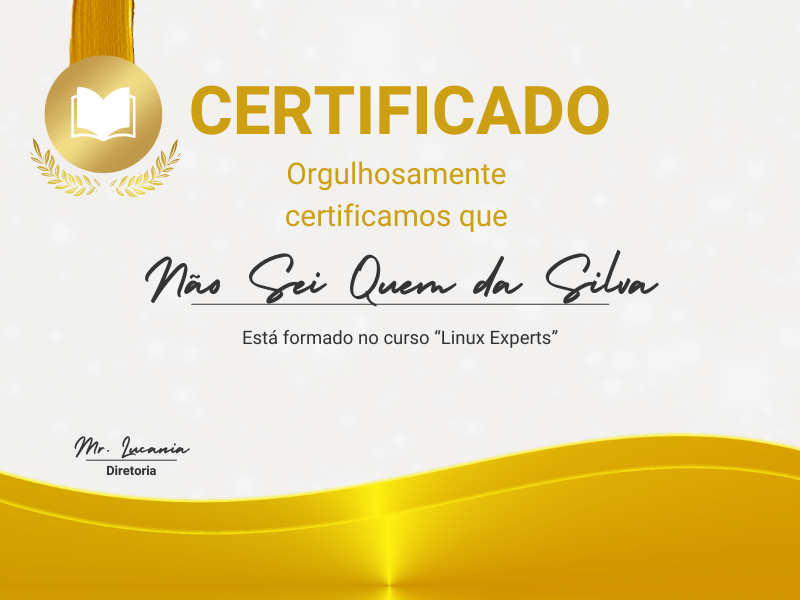 CERTIFICADO
Orgulhosamente
certificamos que
Não Sei Quem da Silva
Está formado no curso “Linux Experts”
Mr. Lucania
Diretoria